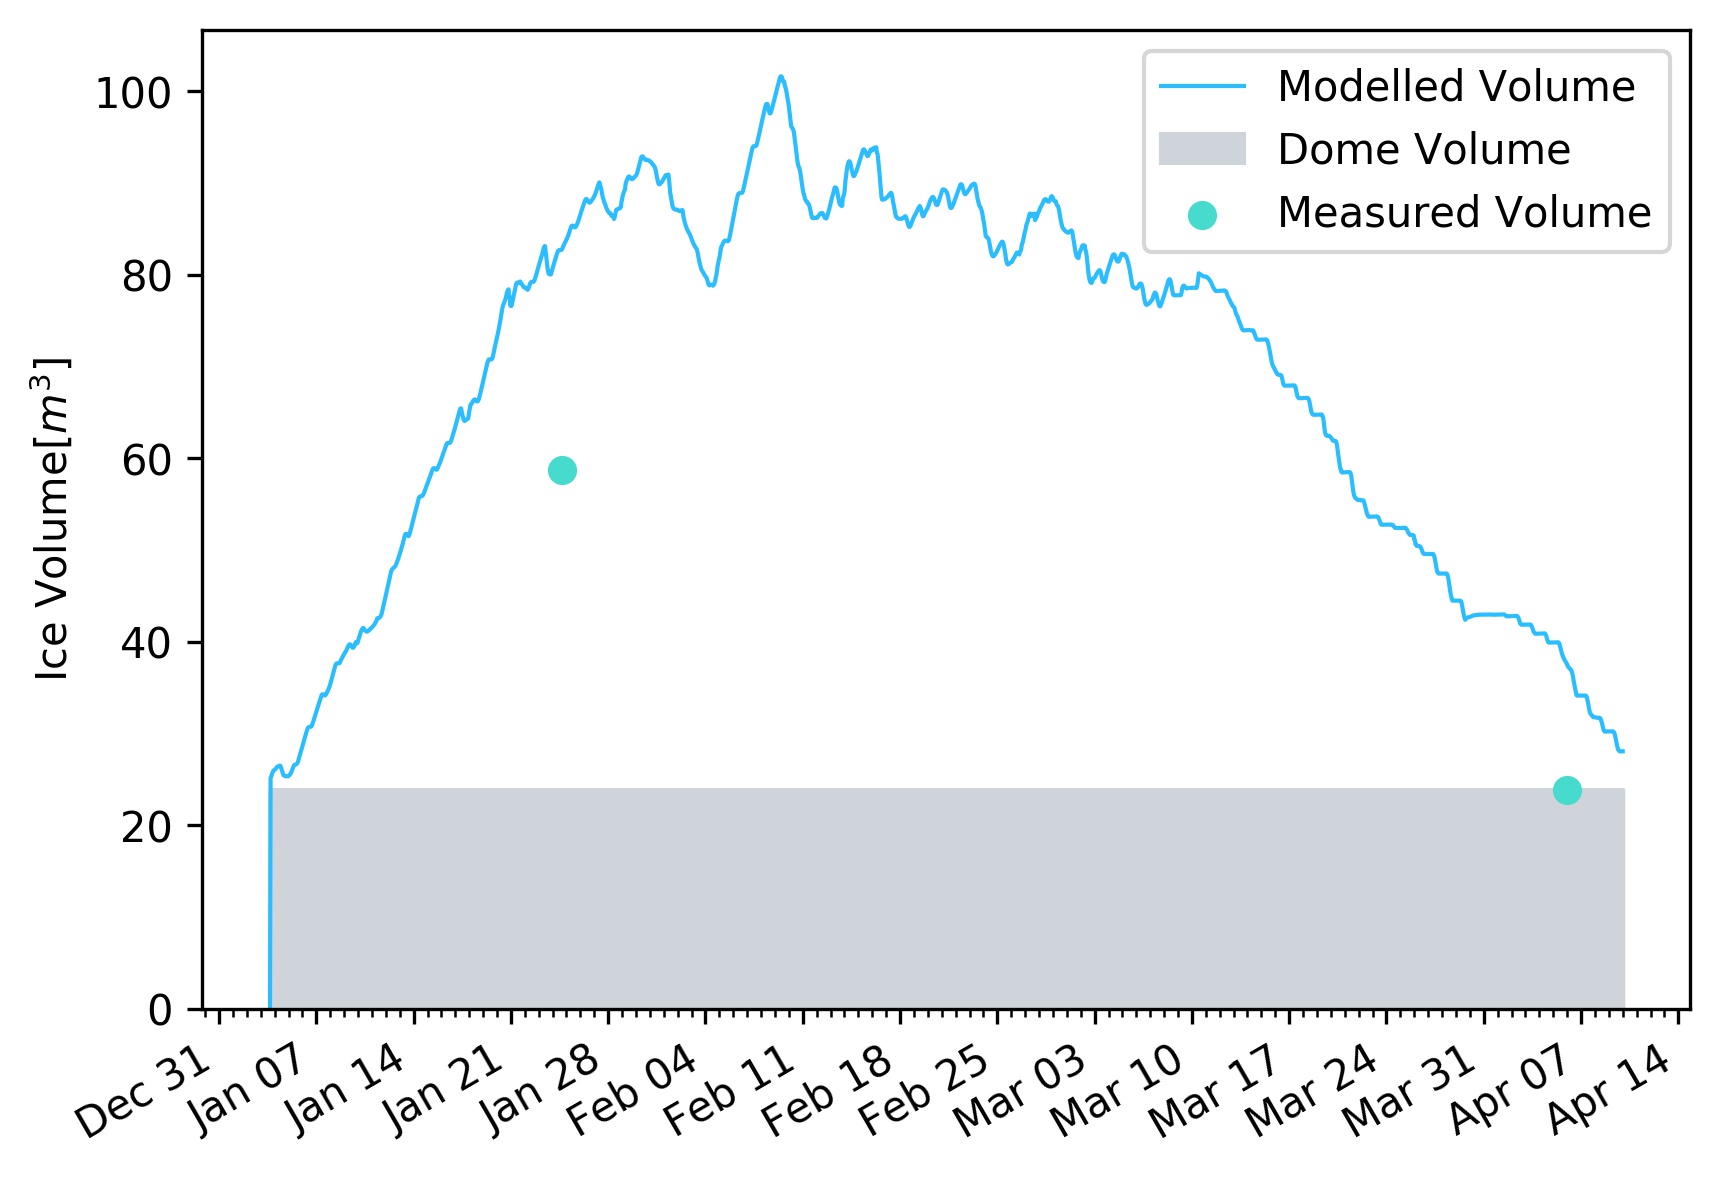 Ice Volume[m³]
100
80
60
40
20
0
Modelled Volume
Dome Volume
Measured Volume
Dec 31
Jan 07
Jan 14
Jan 21
Jan 28
Feb 04
Feb 11
Feb 18
Feb 25
Mar 03
Mar 10
Mar 17
Mar 24
Mar 31
Apr 07
Apr 14